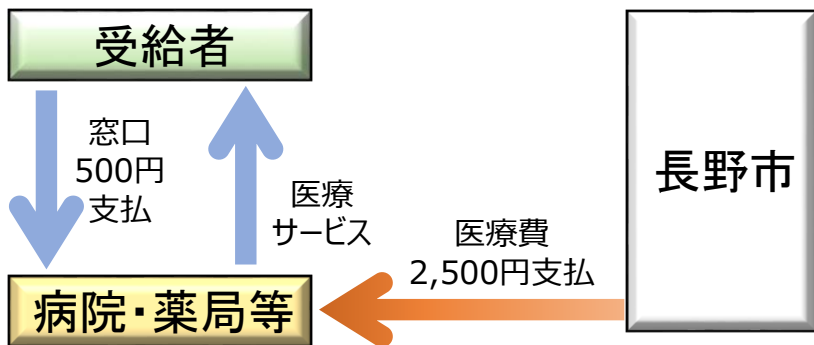 受給者
窓口
500円
支払
医療
サービス
長野市
医療費
2,500円支払
病院・薬局等